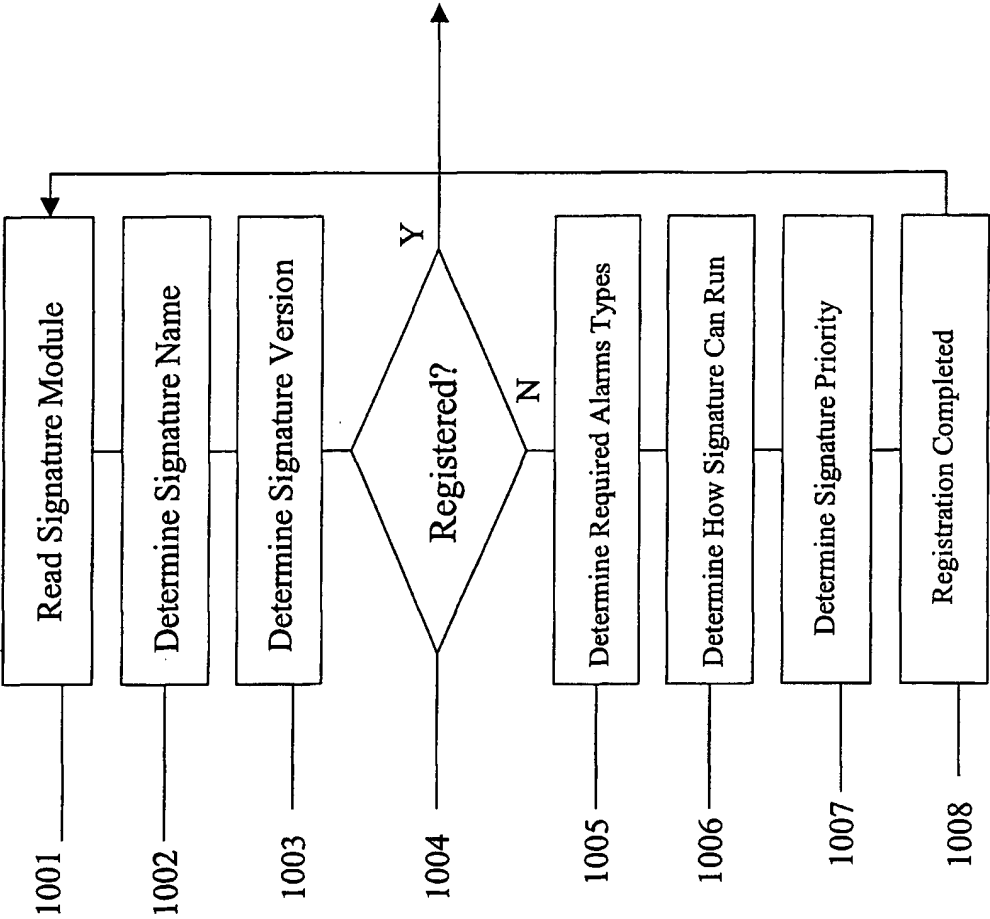 1001
Read Signature Module
1002
Determine Signature Name
1003
Determine Signature Version
1004
Registered?
Y
N
1005
Determine Required Alarms Types
1006
Determine How Signature Can Run
1007
Determine Signature Priority
1008
Registration Completed